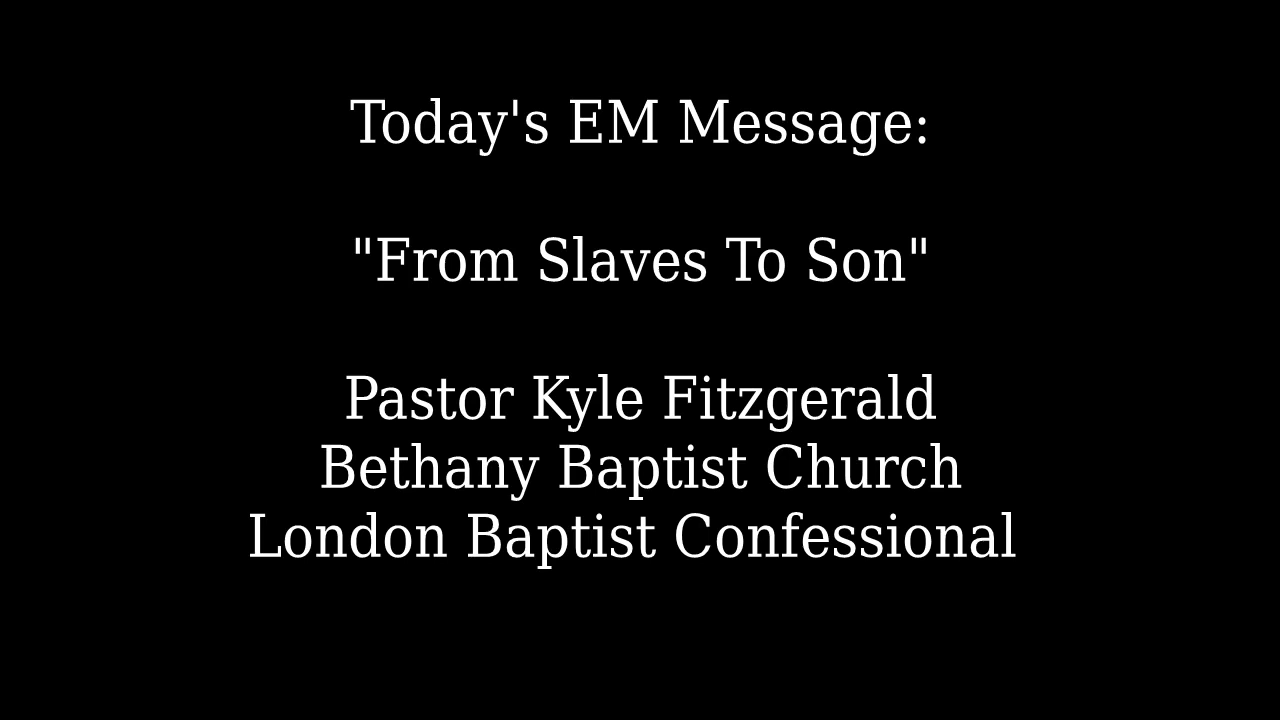 Today's EM Message:
"From Slaves To Son"
Pastor Kyle Fitzgerald
Bethany Baptist Church
London Baptist Confessional